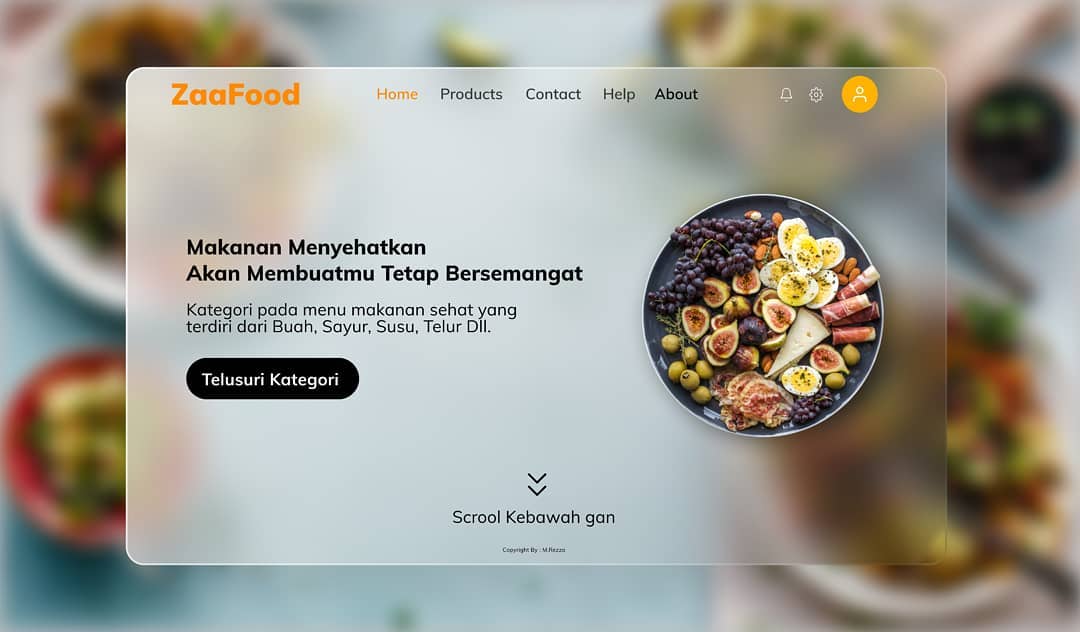 ZaaFood
Home Products Contact Help About
Makanan Menyehatkan
Akan Membuatmu Tetap Bersemangat
Kategori pada menu makanan sehat yang
terdiri dari Buah, Sayur, Susu, Telur Dll.
Telusuri Kategori
Scrool Kebawah gan
Copyright By : M.Rezza